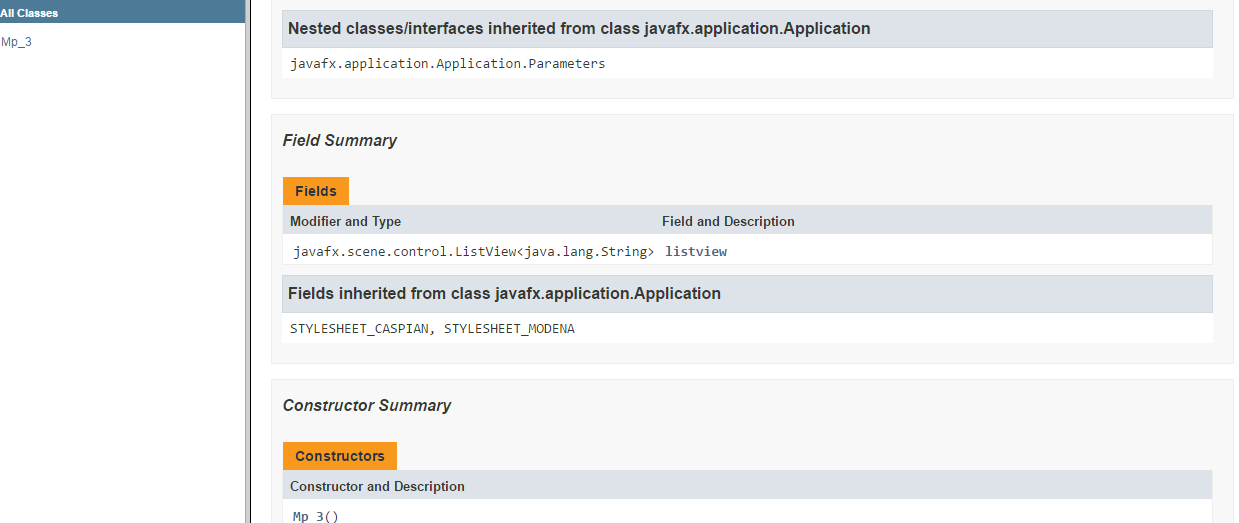 All Classes
Mp_3
Nested classes/interfaces inherited from class javafx.application.Application
javafx.application.Application.Parameters
Field Summary
Fields
Modifier and Type Field and Description
javafx.scene.control.ListView<java.lang.String> listview
Fields inherited from class javafx.application.Application
STYLESHEET_CASPIAN, STYLESHEET_MODENA
Constructor Summary
Constructors
Constructor and Description
Mp_3()